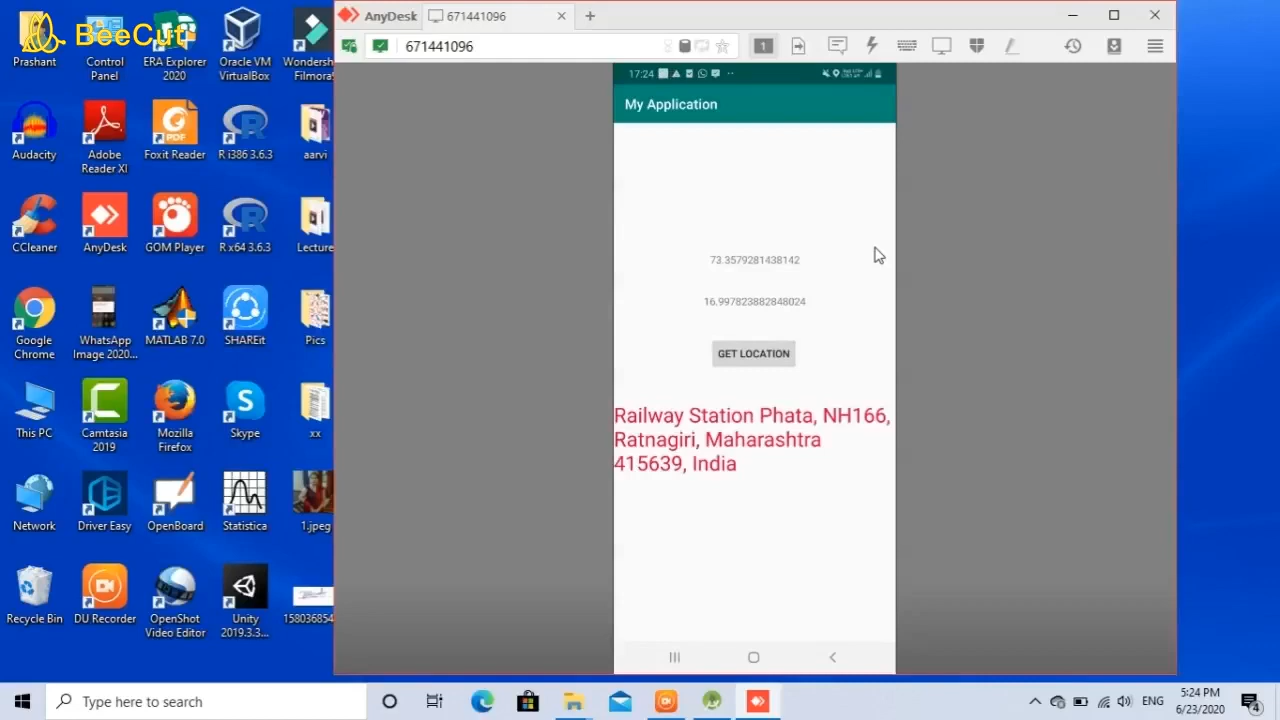 BeeCut
Prashant
Control Panel
ERA Explorer 2020
Oracle VM VirtualBox
Wondersh Filmora
Audacity
Adobe Reader XI
Foxit Reader
R i386 3.6.3
aarvi
CCleaner
AnyDesk
GOM Player
R x64 3.6.3
Lecture
Google Chrome
WhatsApp Image 2020...
MATLAB 7.0
SHAREit
Pics
This PC
Camtasia 2019
Mozilla Firefox
Skype
xx
Network
Driver Easy
OpenBoard
Statistica
1.jpeg
Recycle Bin
DU Recorder
OpenShot Video Editor
Unity 2019.3.3...
158036854
AnyDesk
671441096
671441096
1
17:24
My Application
73.3579281438142
16.997823882848024
GET LOCATION
Railway Station Phata, NH166,
Ratnagiri, Maharashtra
415639, India
Type here to search
ENG
5:24 PM
6/23/2020
4